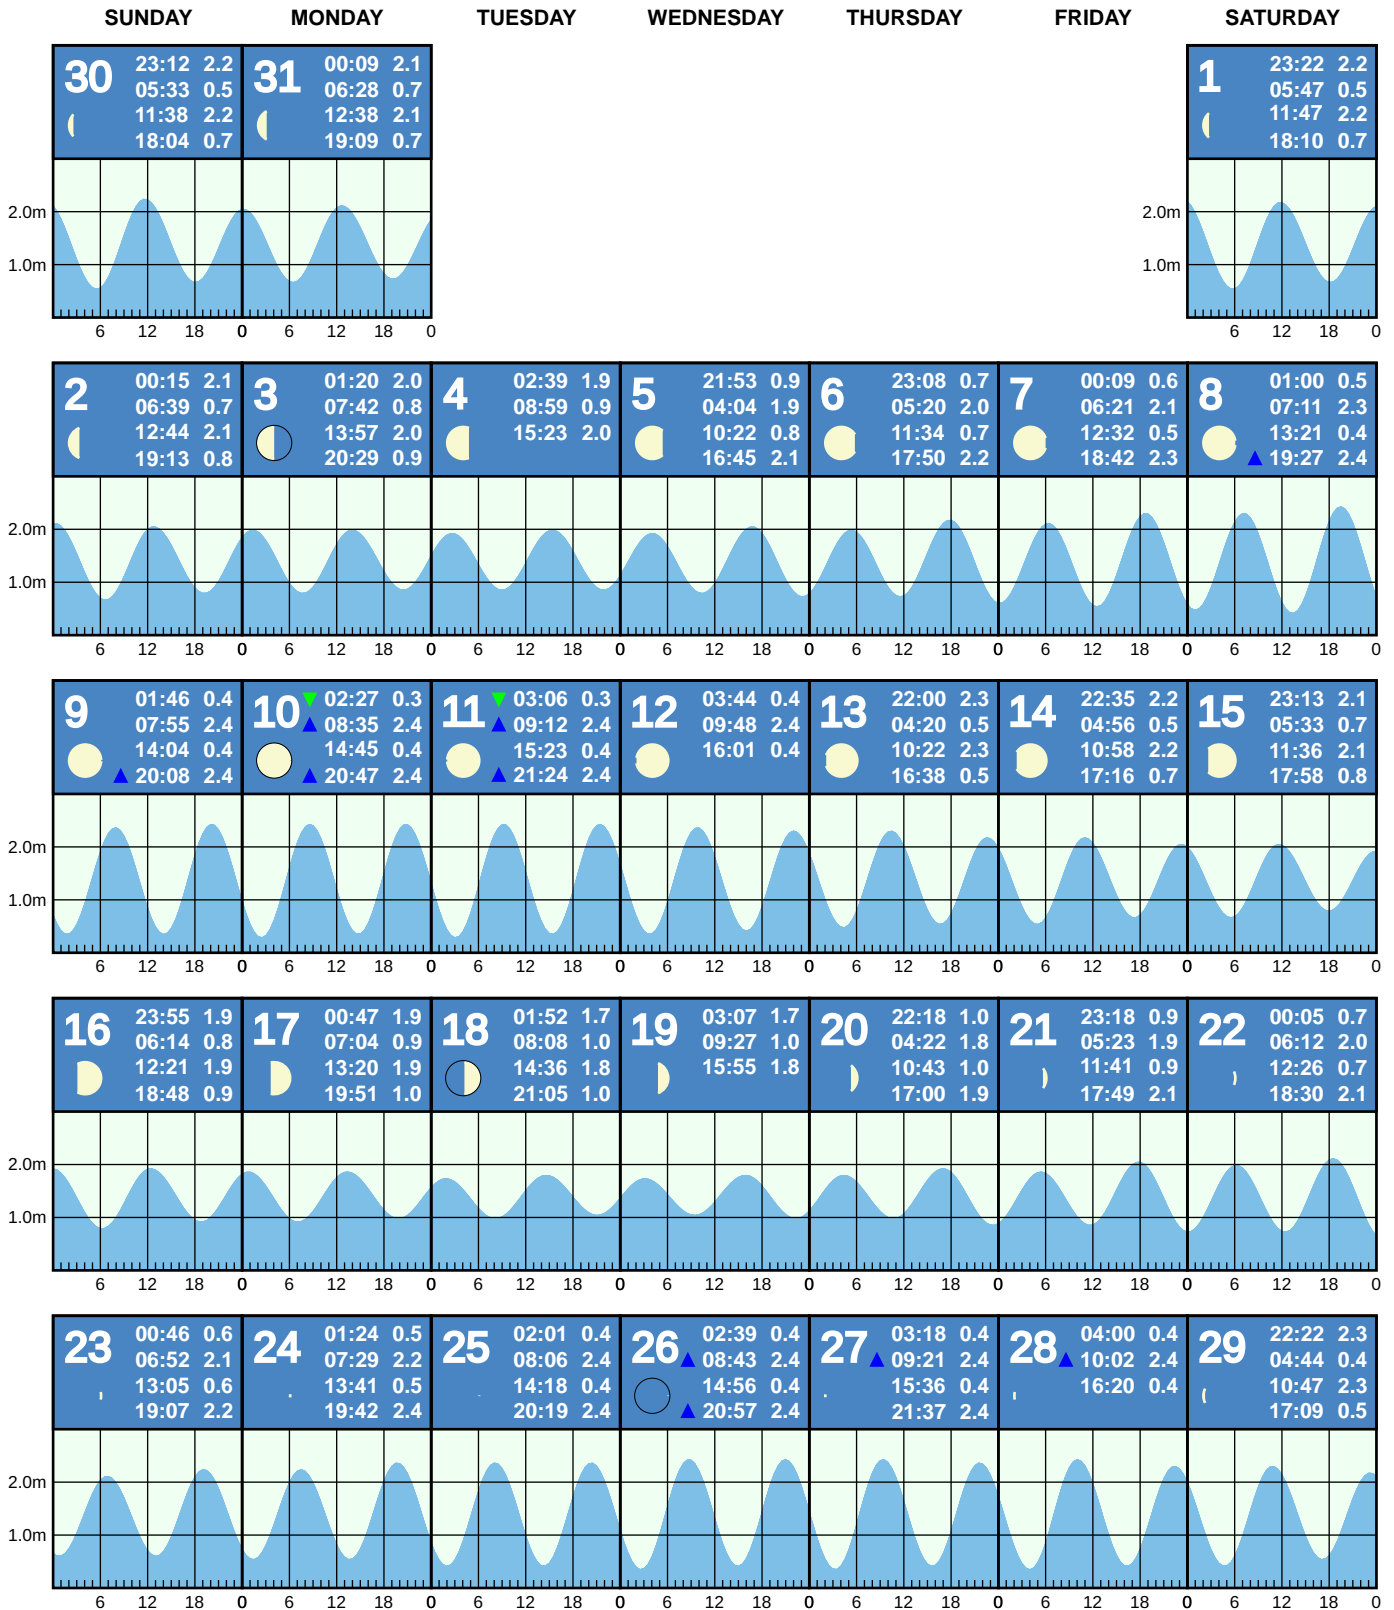 SUNDAY MONDAY TUESDAY WEDNESDAY THURSDAY FRIDAY SATURDAY
30 23:12 2.2
05:33 0.5
11:38 2.2
18:04 0.7
31 00:09 2.1
06:28 0.7
12:38 2.1
19:09 0.7
1 23:22 2.2
05:47 0.5
11:47 2.2
18:10 0.7
2.0m 2.0m
1.0m 1.0m
6 12 18 0 6 12 18 0 6 12 18 0
2 00:15 2.1
06:39 0.7
12:44 2.1
19:13 0.8
3 01:20 2.0
07:42 0.8
13:57 2.0
20:29 0.9
4 02:39 1.9
08:59 0.9
15:23 2.0
5 21:53 0.9
04:04 1.9
10:22 0.8
16:45 2.1
6 23:08 0.7
05:20 2.0
11:34 0.7
17:50 2.2
7 00:09 0.6
06:21 2.1
12:32 0.5
18:42 2.3
8 01:00 0.5
07:11 2.3
13:21 0.4
19:27 2.4
2.0m
1.0m
6 12 18 0 6 12 18 0 6 12 18 0 6 12 18 0 6 12 18 0 6 12 18 0 6 12 18 0
9 01:46 0.4
07:55 2.4
14:04 0.4
20:08 2.4
10 02:27 0.3
08:35 2.4
14:45 0.4
20:47 2.4
11 03:06 0.3
09:12 2.4
15:23 0.4
21:24 2.4
12 03:44 0.4
09:48 2.4
16:01 0.4
13 22:00 2.3
04:20 0.5
10:22 2.3
16:38 0.5
14 22:35 2.2
04:56 0.5
10:58 2.2
17:16 0.7
15 23:13 2.1
05:33 0.7
11:36 2.1
17:58 0.8
2.0m
1.0m
6 12 18 0 6 12 18 0 6 12 18 0 6 12 18 0 6 12 18 0 6 12 18 0 6 12 18 0
16 23:55 1.9
06:14 0.8
12:21 1.9
18:48 0.9
17 00:47 1.9
07:04 0.9
13:20 1.9
19:51 1.0
18 01:52 1.7
08:08 1.0
14:36 1.8
21:05 1.0
19 03:07 1.7
09:27 1.0
15:55 1.8
20 22:18 1.0
04:22 1.8
10:43 1.0
17:00 1.9
21 23:18 0.9
05:23 1.9
11:41 0.9
17:49 2.1
22 00:05 0.7
06:12 2.0
12:26 0.7
18:30 2.1
2.0m
1.0m
6 12 18 0 6 12 18 0 6 12 18 0 6 12 18 0 6 12 18 0 6 12 18 0 6 12 18 0
23 00:46 0.6
06:52 2.1
13:05 0.6
19:07 2.2
24 01:24 0.5
07:29 2.2
13:41 0.5
19:42 2.4
25 02:01 0.4
08:06 2.4
14:18 0.4
20:19 2.4
26 02:39 0.4
08:43 2.4
14:56 0.4
20:57 2.4
27 03:18 0.4
09:21 2.4
15:36 0.4
21:37 2.4
28 04:00 0.4
10:02 2.4
16:20 0.4
29 22:22 2.3
04:44 0.4
10:47 2.3
17:09 0.5
2.0m
1.0m
6 12 18 0 6 12 18 0 6 12 18 0 6 12 18 0 6 12 18 0 6 12 18 0 6 12 18 0